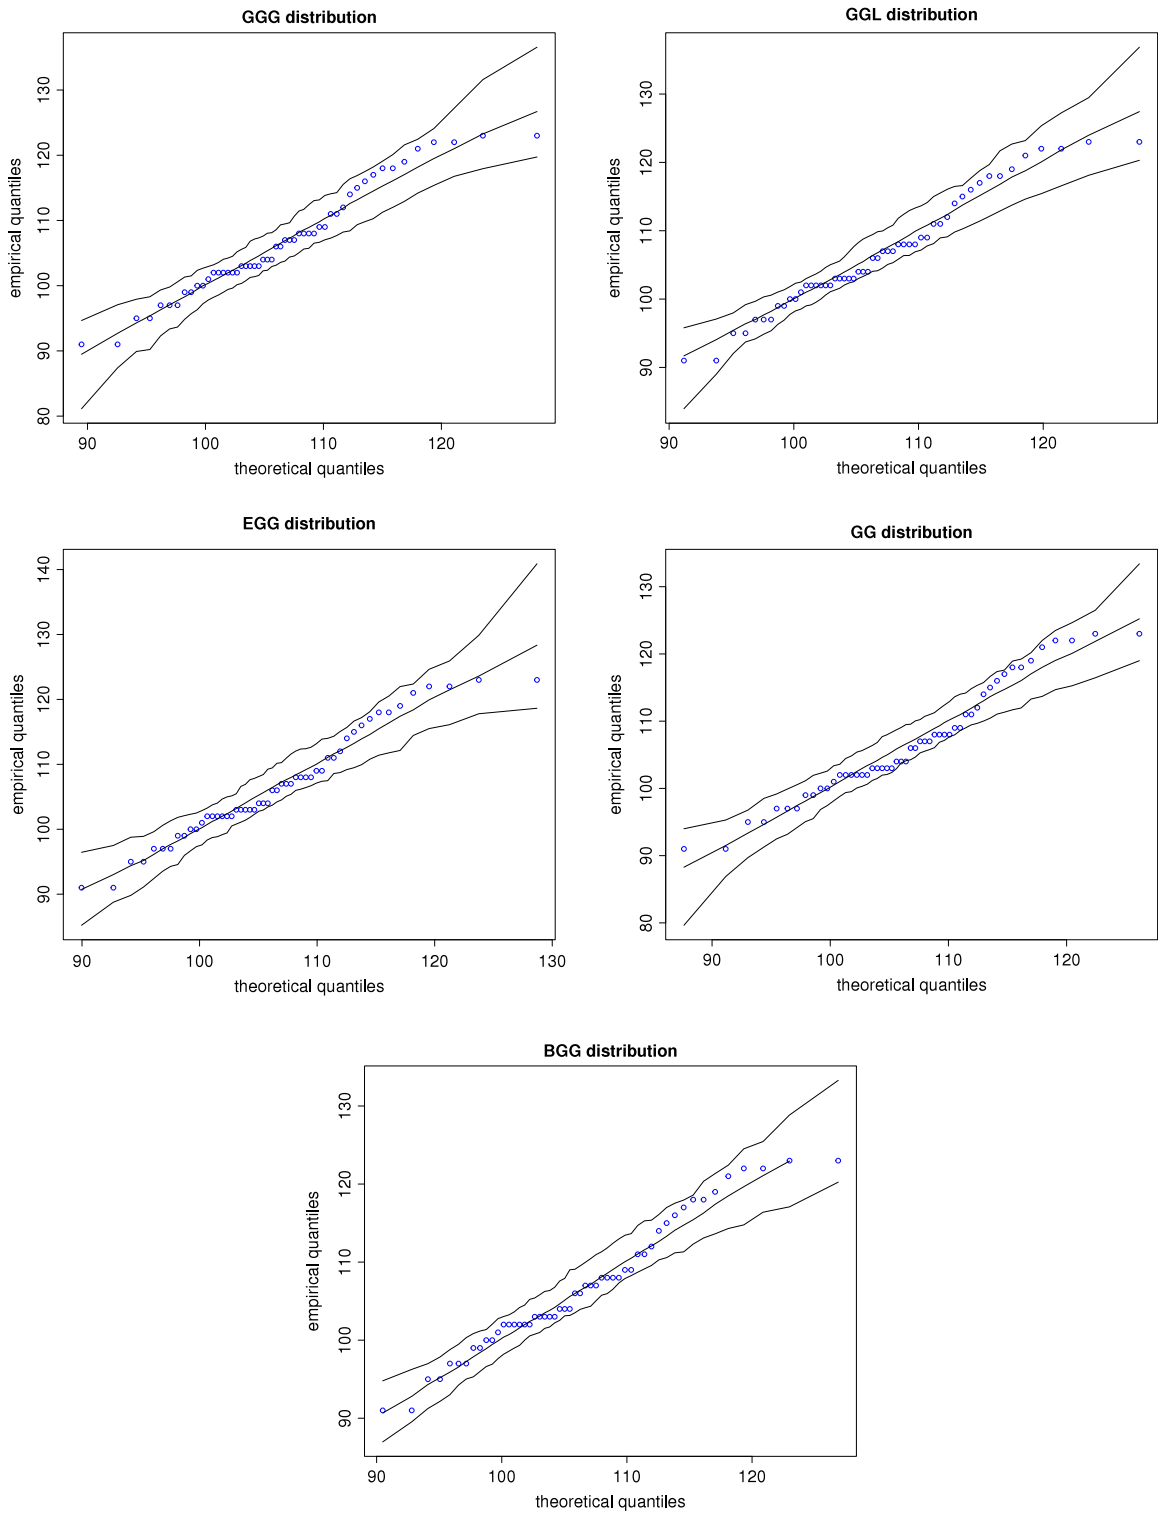 GGG distribution
130
120
110
100
90
80
empirical quantiles
90 100 110 120
theoretical quantiles
GGL distribution
130
120
110
100
90
empirical quantiles
90 100 110 120
theoretical quantiles
EGG distribution
140
130
120
110
100
90
empirical quantiles
90 100 110 120 130
theoretical quantiles
GG distribution
130
120
110
100
90
80
empirical quantiles
90 100 110 120
theoretical quantiles
BGG distribution
130
120
110
100
90
empirical quantiles
90 100 110 120
theoretical quantiles